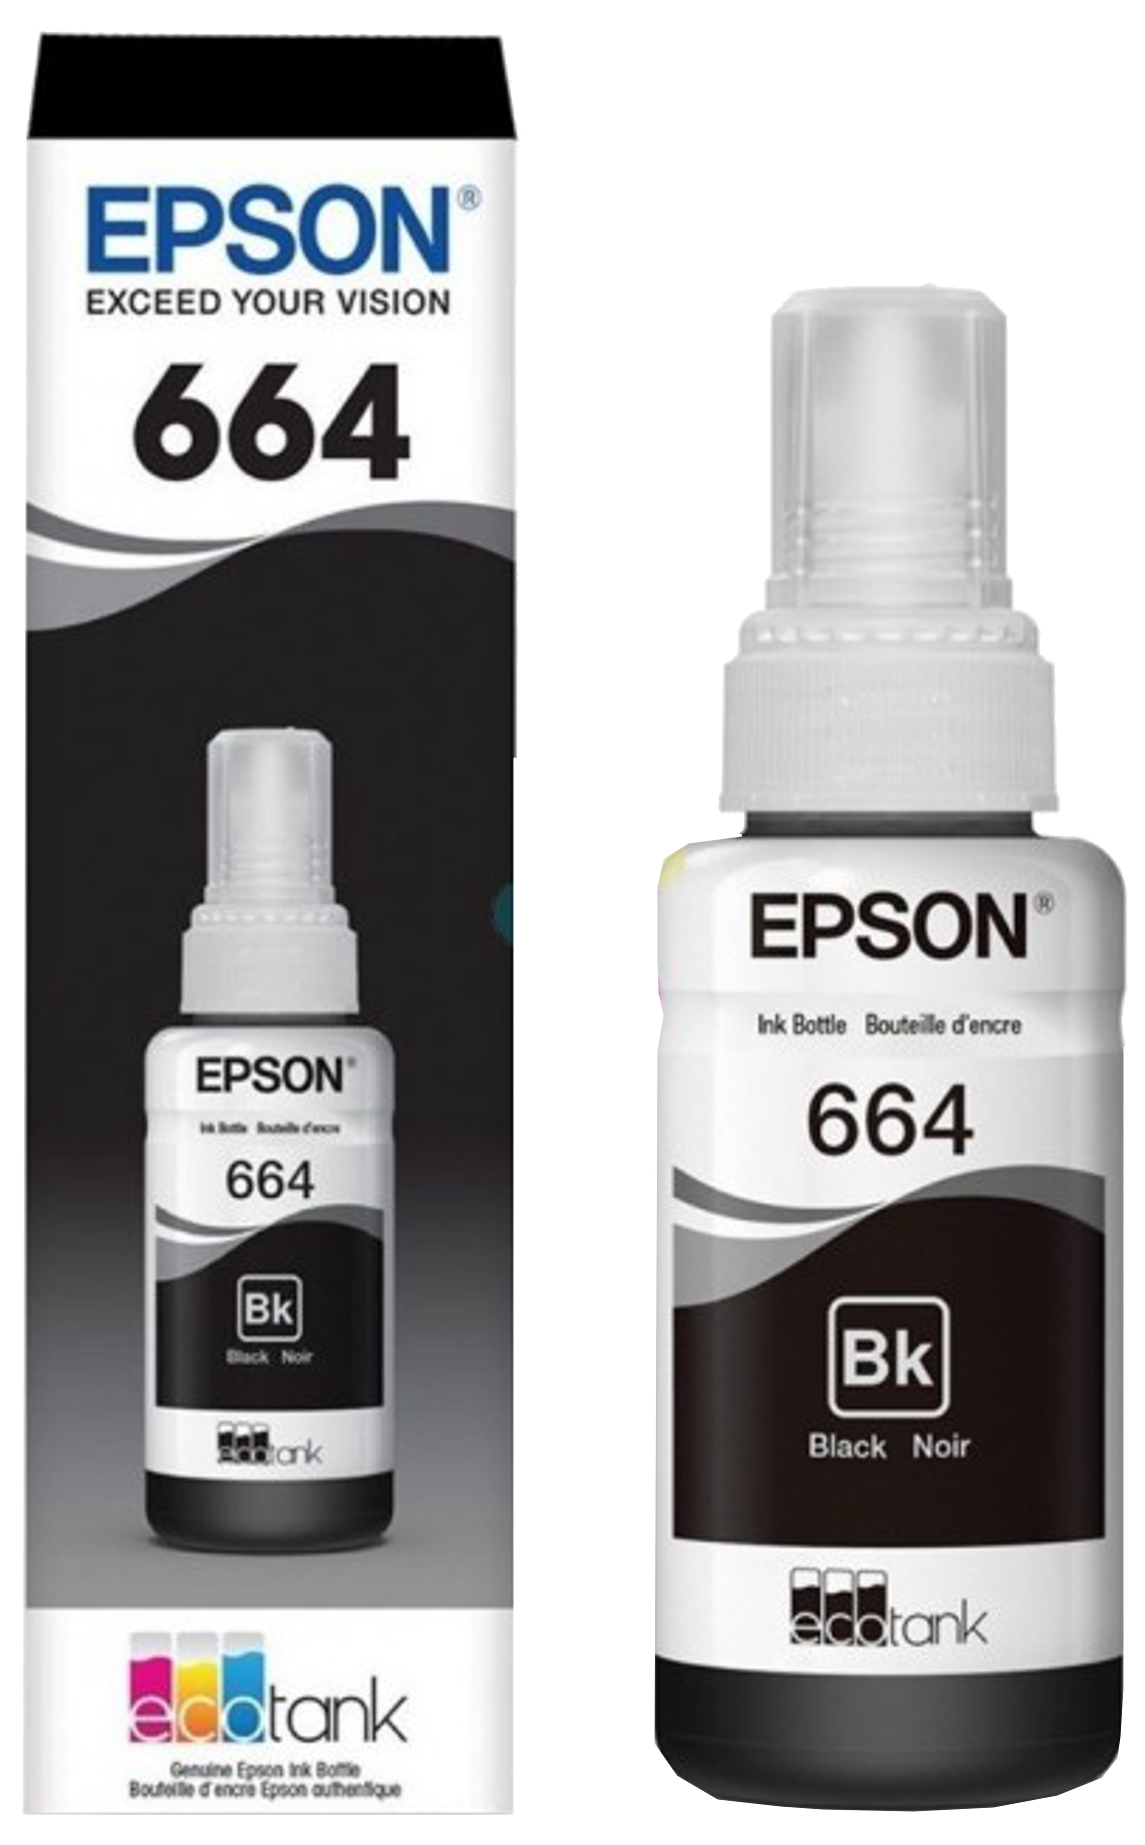 EPSON®
EXCEED YOUR VISION
664
EPSON®
Ink Bottle Bouteille d'encre
664
Bk
Black Noir
ecotank
ecotank
Genuine Epson Ink Bottle
Bouteille d'encre Epson authentique
EPSON®
Ink Bottle Bouteille d'encre
664
Bk
Black Noir
ecotank